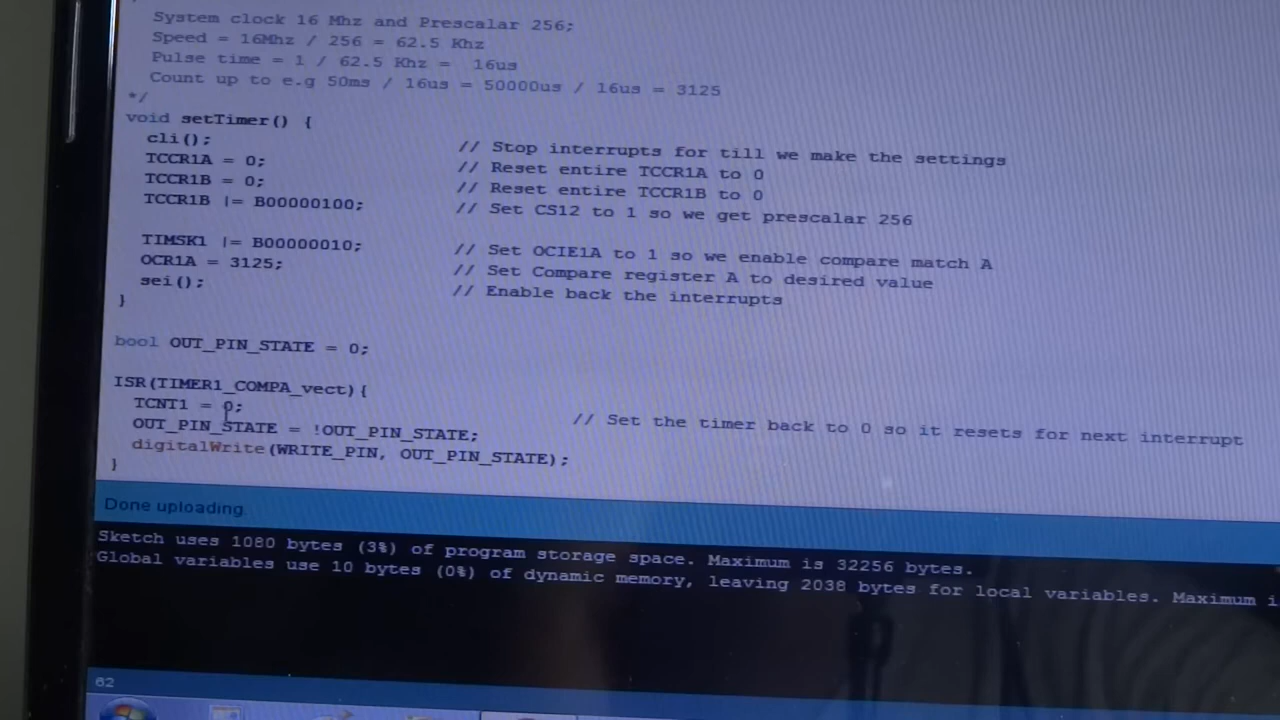 System clock 16 Mhz and Prescalar 256;
Speed = 16Mhz / 256 = 62.5 Khz
Pulse time = 1 / 62.5 Khz =  16us
Count up to e.g 50ms / 16us = 50000us / 16us = 3125
*/
void setTimer() {
cli(); // Stop interrupts for till we make the settings
TCCR1A = 0; // Reset entire TCCR1A to 0
TCCR1B = 0; // Reset entire TCCR1B to 0
TCCR1B |= B00000100; // Set CS12 to 1 so we get prescalar 256
TIMSK1 |= B00000010; // Set OCIE1A to 1 so we enable compare match A
OCR1A = 3125; // Set Compare register A to desired value
sei(); // Enable back the interrupts
}
bool OUT_PIN_STATE = 0;
ISR(TIMER1_COMPA_vect){
TCNT1 = 0; // Set the timer back to 0 so it resets for next interrupt
OUT_PIN_STATE = !OUT_PIN_STATE;
digitalWrite(WRITE_PIN, OUT_PIN_STATE);
}
Done uploading.
Sketch uses 1080 bytes (3%) of program storage space. Maximum is 32256 bytes.
Global variables use 10 bytes (0%) of dynamic memory, leaving 2038 bytes for local variables. Maximum i
62